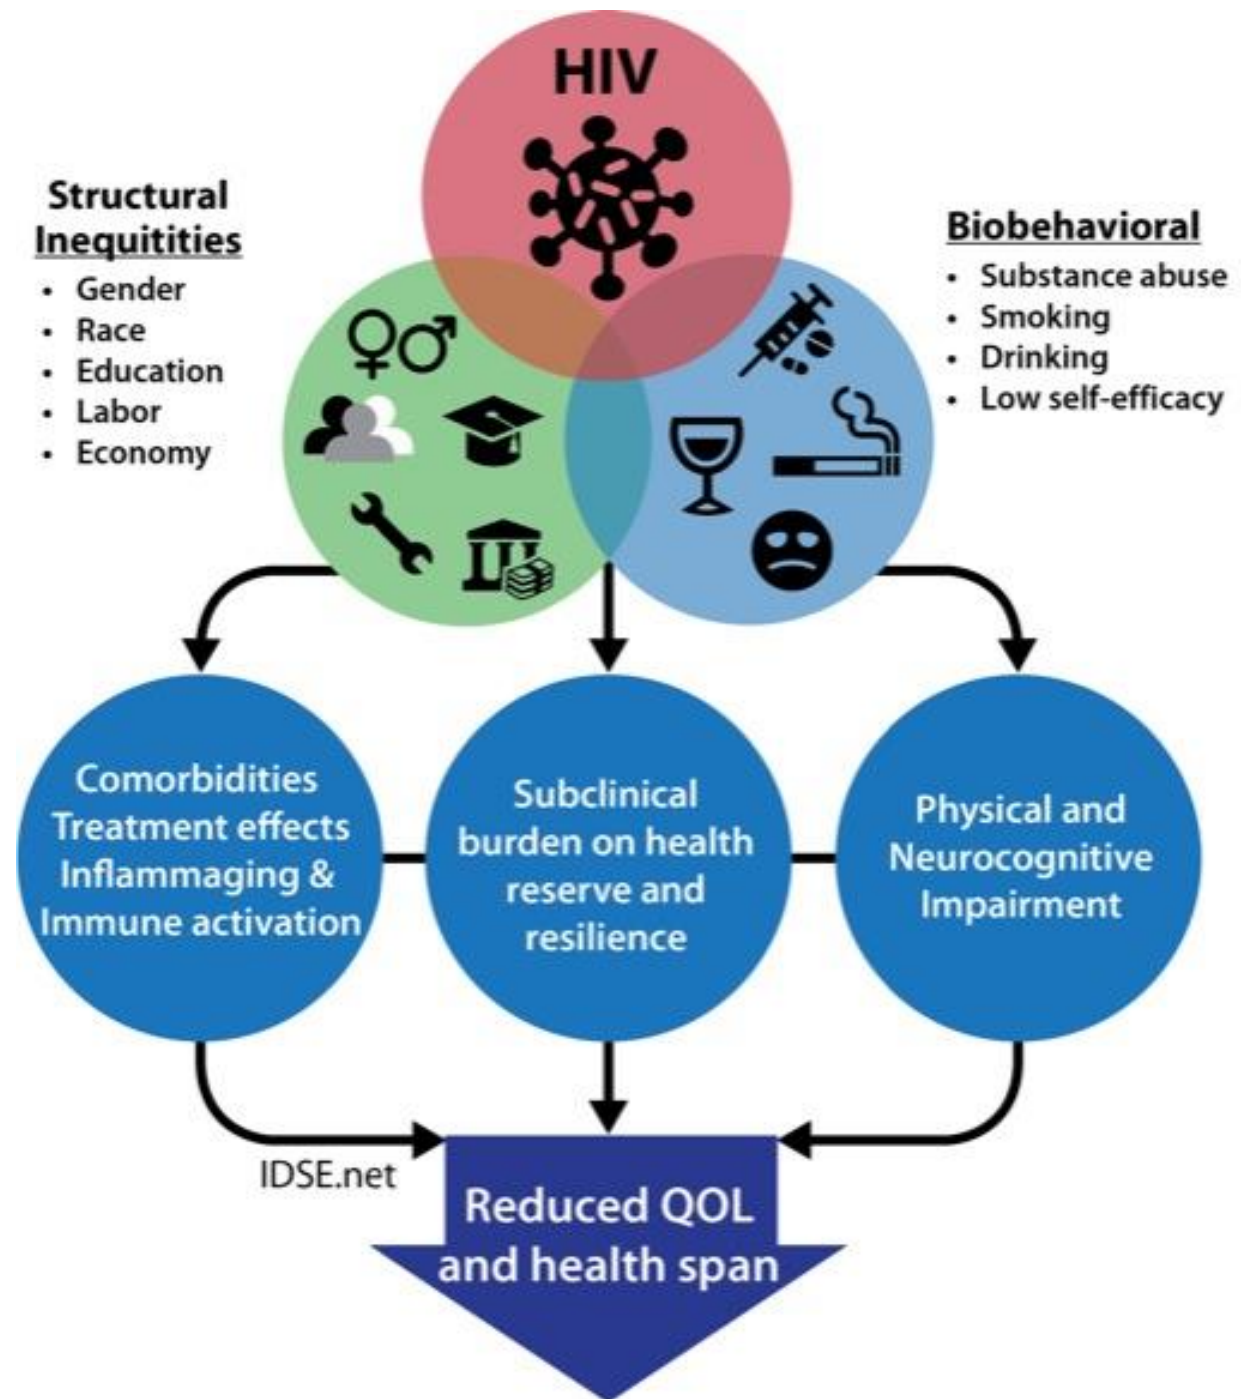 HIV
Structural
Inequitities
• Gender
• Race
• Education
• Labor
• Economy
Biobehavioral
• Substance abuse
• Smoking
• Drinking
• Low self-efficacy
Comorbidities
Treatment effects
Inflammaging &
Immune activation
Subclinical
burden on health
reserve and
resilience
Physical and
Neurocognitive
Impairment
IDSE.net
Reduced QOL
and health span